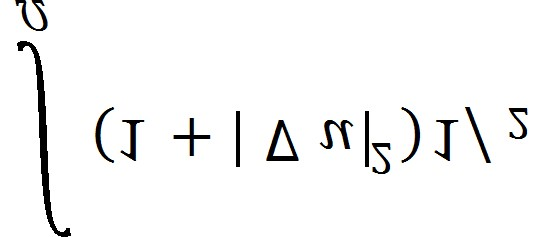 ∫_Ω (1 + | ∇ u|²) 1/ 2